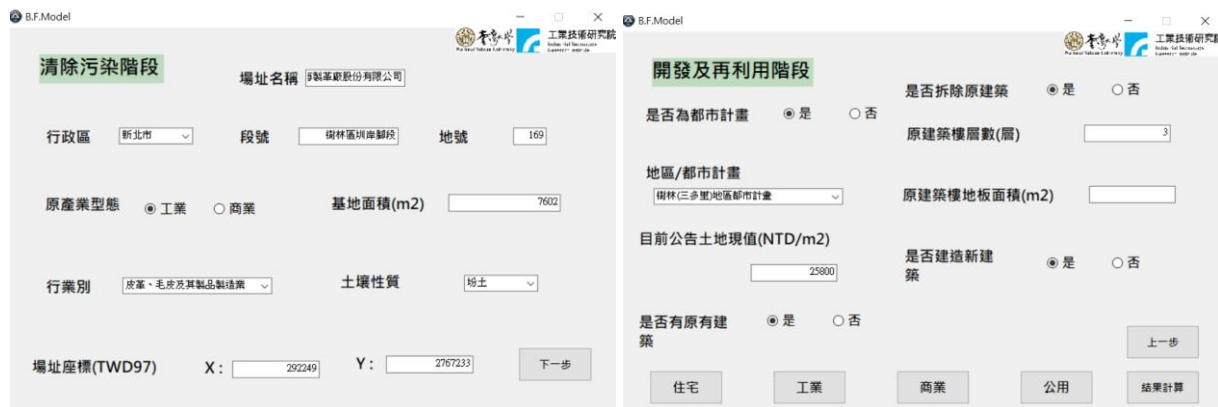 B.F.Model
工業技術研究院
清除污染階段
場址名稱 製革廠股份有限公司
行政區 新北市 段號 樹林區圳岸腳段 地號 169
原產業型態 工業 商業 基地面積(m2) 7602
行業別 皮革、毛皮及其製品製造業 土壤性質 坋土
場址座標(TWD97) X: 292249 Y: 2767233 下一步
B.F.Model
工業技術研究
開發及再利用階段
是否為都市計畫 是 否
地區/都市計畫
樹林(三多里)地區都市計畫
目前公告土地現值(NTD/m2)
25800
是否有原有建
築
是 否
是否拆除原建築 是 否
原建築樓層數(層) 3
原建築樓地板面積(m2)
是否建造新建
築
是 否
上一步
住宅 工業 商業 公用 結果計算